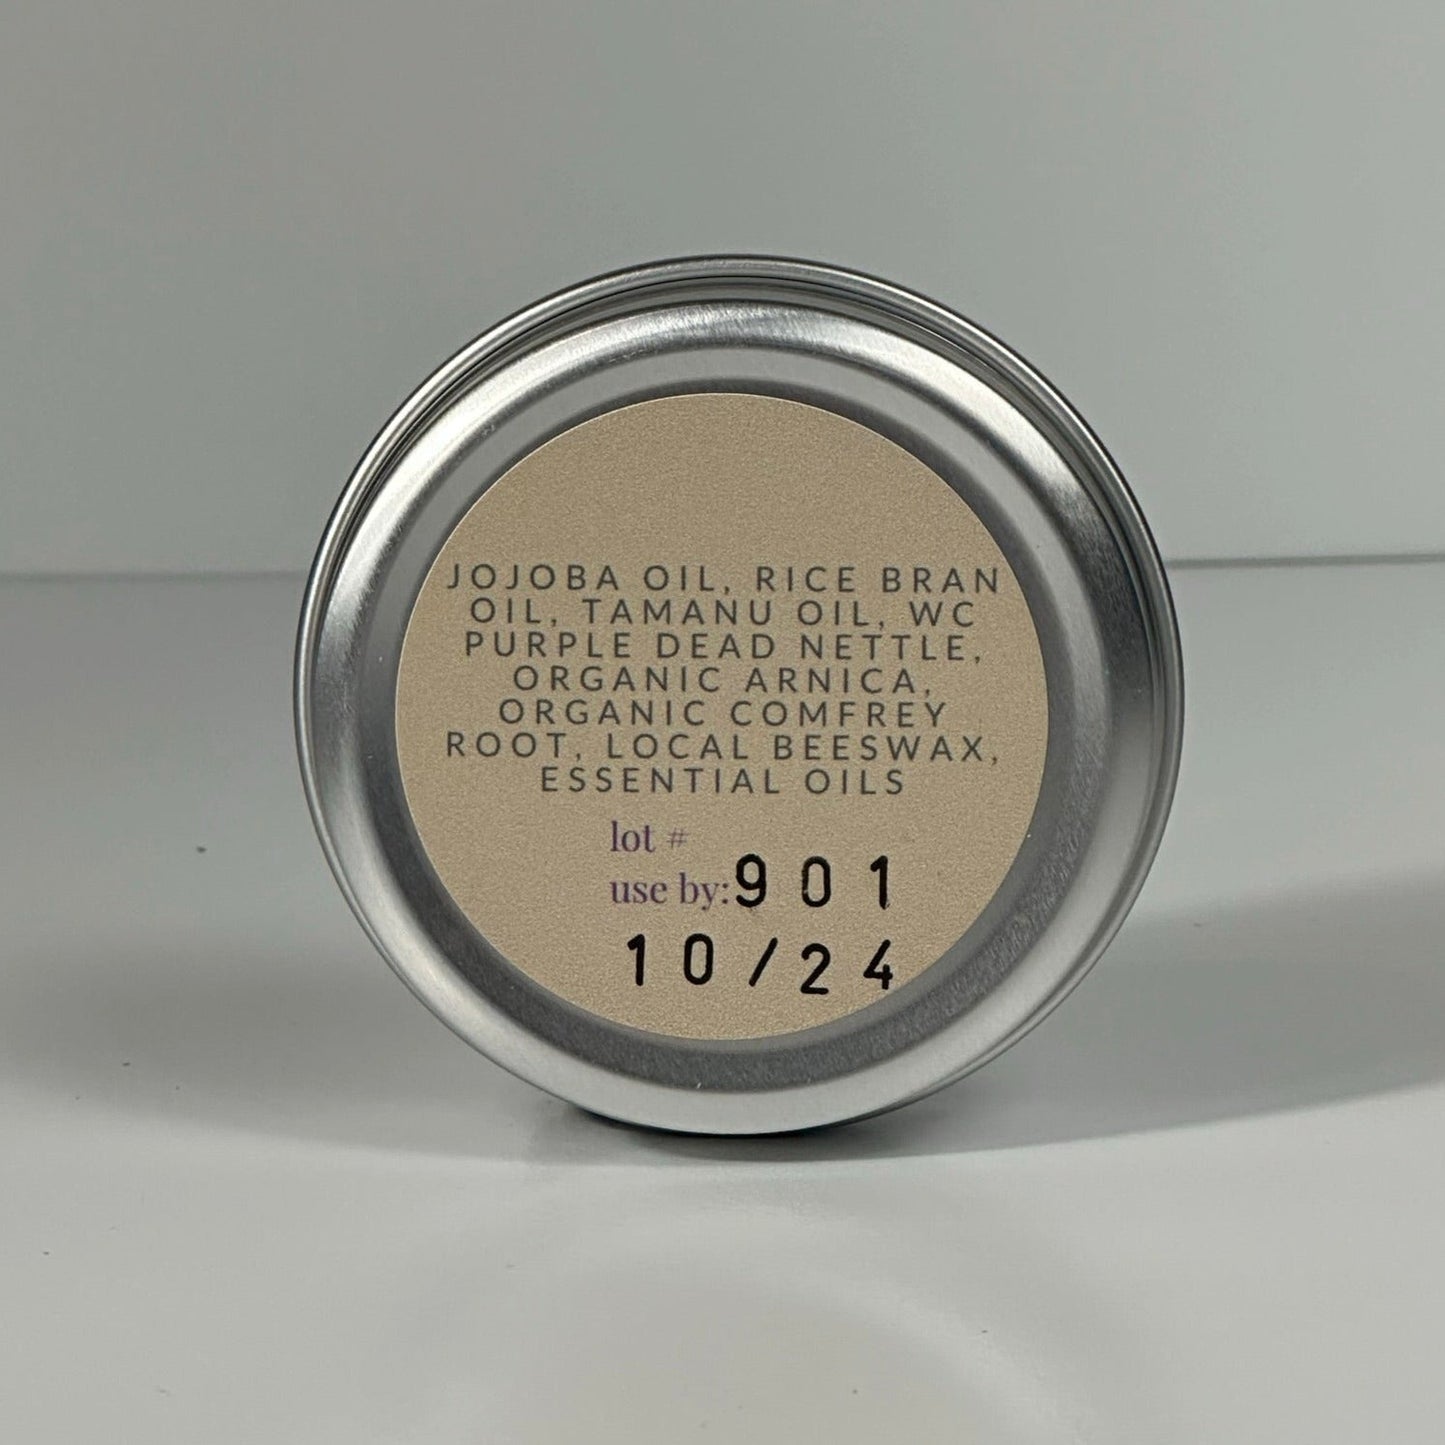 JOJOBA OIL, RICE BRAN
OIL, TAMANU OIL, WC
PURPLE DEAD NETTLE,
ORGANIC ARNICA,
ORGANIC COMFREY
ROOT, LOCAL BEESWAX,
ESSENTIAL OILS
lot #
use by: 901
10/24